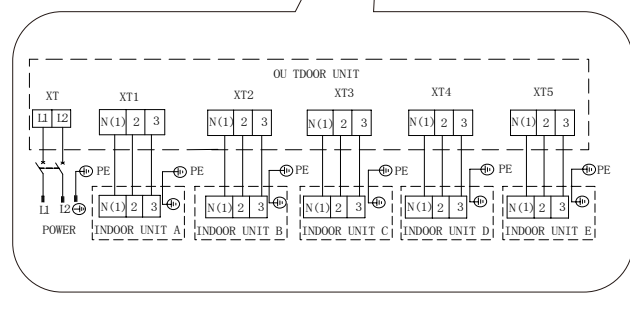 OU TDOOR UNIT
XT XT1 XT2 XT3 XT4 XT5
L1 L2 N(1) 2 3 N(1) 2 3 N(1) 2 3 N(1) 2 3 N(1) 2 3
PE PE PE PE PE PE
L1 L2 N(1) 2 3 N(1) 2 3 N(1) 2 3 N(1) 2 3 N(1) 2 3
POWER INDOOR UNIT A INDOOR UNIT B INDOOR UNIT C INDOOR UNIT D INDOOR UNIT E